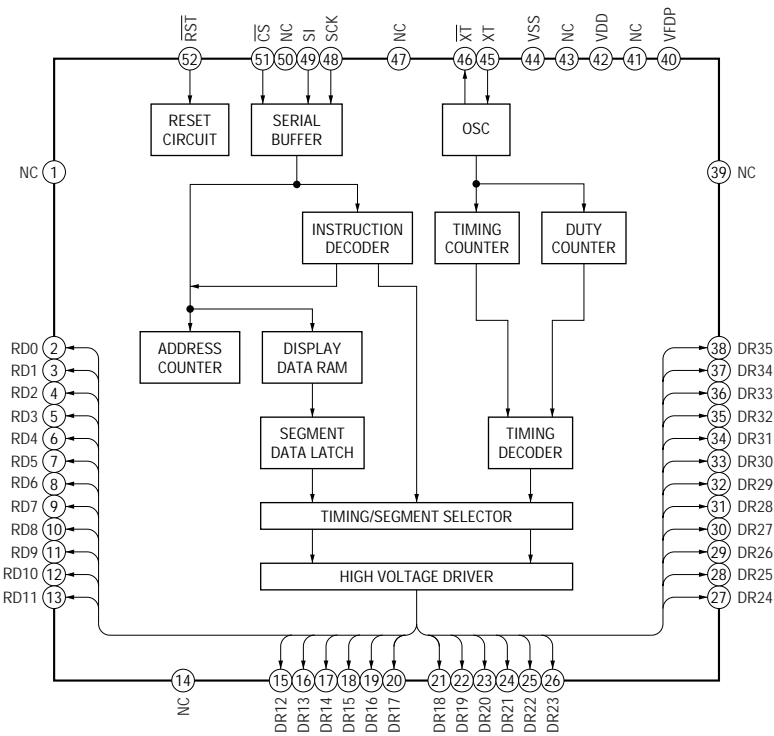 RST
CS
NC
SI
SCK
NC
XT
XT
VSS
NC
VDD
NC
VFDP
52
51
50
49
48
47
46
45
44
43
42
41
40
RESET
CIRCUIT
SERIAL
BUFFER
OSC
NC 1
39 NC
INSTRUCTION
DECODER
TIMING
COUNTER
DUTY
COUNTER
ADDRESS
COUNTER
DISPLAY
DATA RAM
SEGMENT
DATA LATCH
TIMING
DECODER
TIMING/SEGMENT SELECTOR
HIGH VOLTAGE DRIVER
RD0 2
RD1 3
RD2 4
RD3 5
RD4 6
RD5 7
RD6 8
RD7 9
RD8 10
RD9 11
RD10 12
RD11 13
38 DR35
37 DR34
36 DR33
35 DR32
34 DR31
33 DR30
32 DR29
31 DR28
30 DR27
29 DR26
28 DR25
27 DR24
14
15
16
17
18
19
20
21
22
23
24
25
26
NC
DR12
DR13
DR14
DR15
DR16
DR17
DR18
DR19
DR20
DR21
DR22
DR23